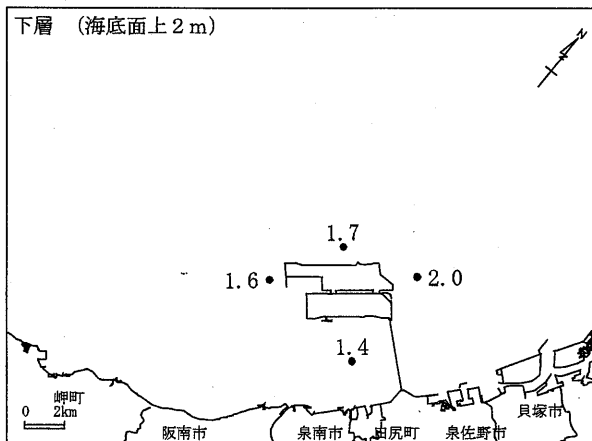 下層 （海底面上２ｍ）
N
1.7
1.6
2.0
1.4
岬町
0 2km
阪南市
泉南市
田尻町
泉佐野市
貝塚市